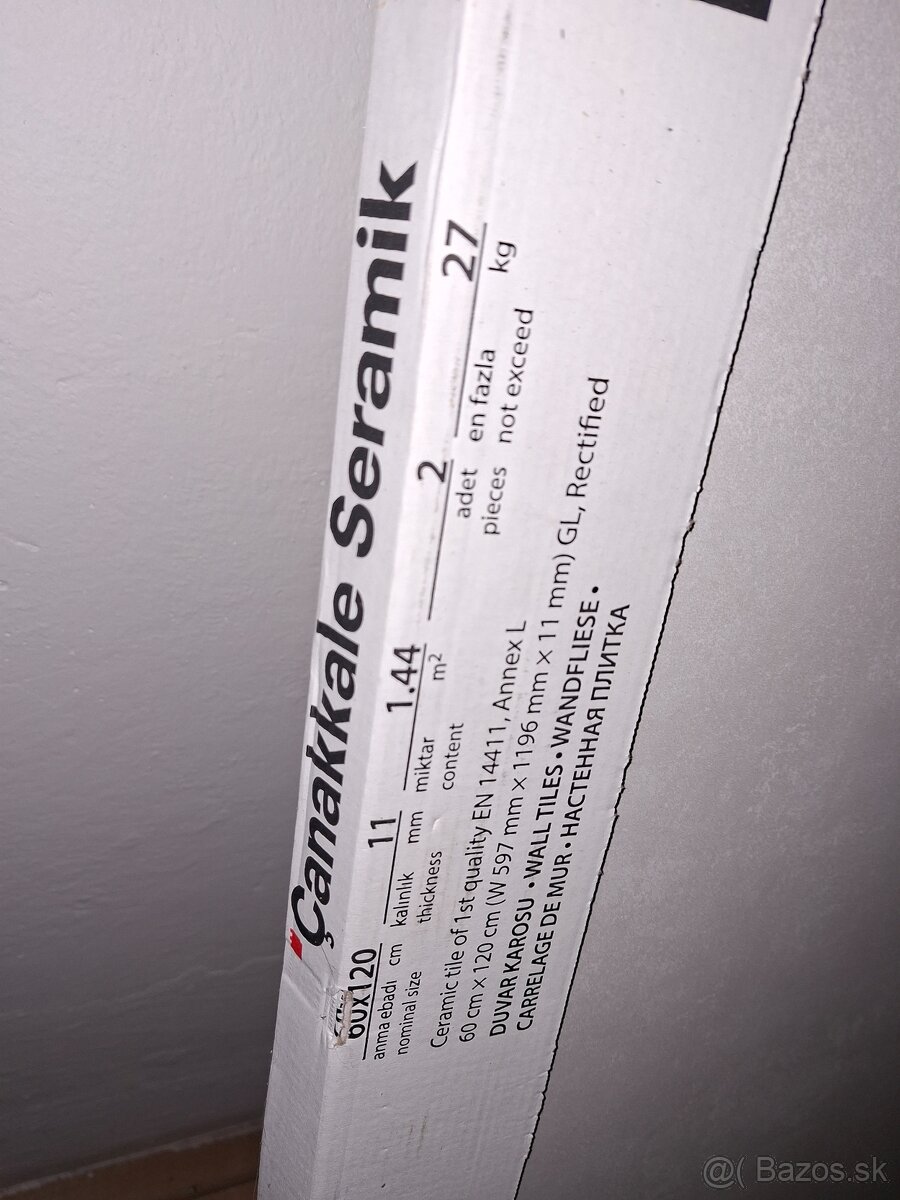 Çanakkale Seramik
60x120 11 1.44 2 27
anma ebadı cm kalınlık mm miktar m² adet en fazla kg
nominal size thickness content pieces not exceed
Ceramic tile of 1st quality EN 14411, Annex L
60 cm x 120 cm (W 597 mm x 1196 mm x 11 mm) GL, Rectified
DUVAR KAROSU • WALL TILES • WANDFLIESE •
CARRELAGE DE MUR • НАСТЕННАЯ ПЛИТКА
@( Bazos.sk